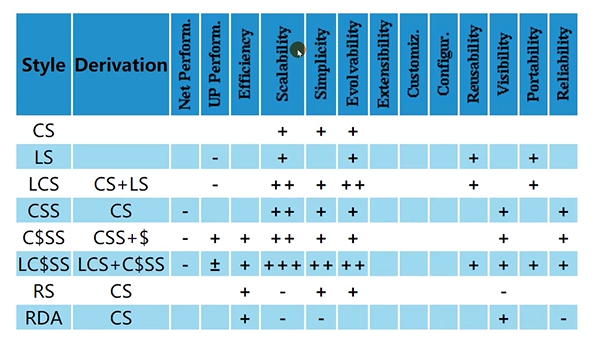 Style Derivation Net Perform. UP Perform. Efficiency Scalability Simplicity Evolvability Extensibility Customiz. Configur. Reusability Visibility Portability Reliability
CS + + +
LS - + + + +
LCS CS+LS - ++ + ++ + +
CSS CS - ++ + + + +
C$SS CSS+$ - + + ++ + + + +
LC$SS LCS+C$SS - ± + +++ ++ ++ + + + +
RS CS + - + + -
RDA CS + - - + -